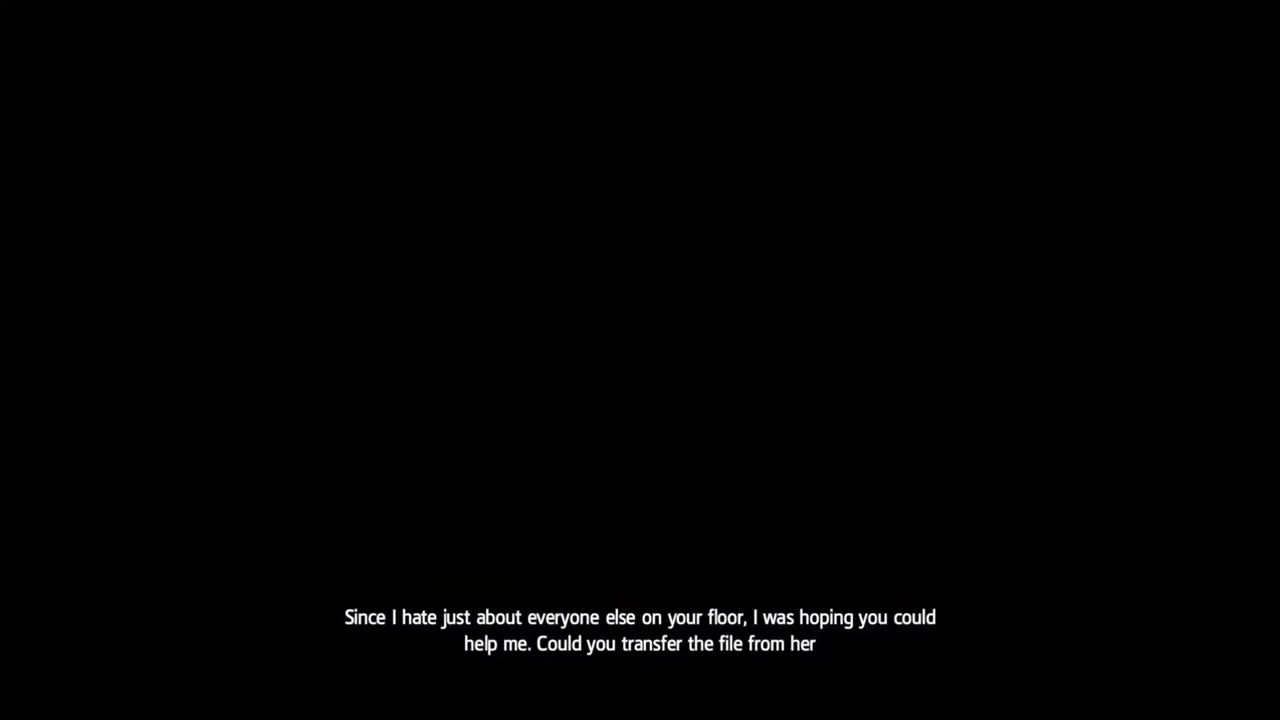 Since I hate just about everyone else on your floor, I was hoping you could
help me. Could you transfer the file from her